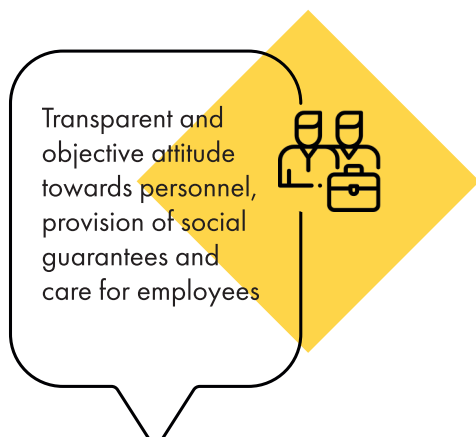 Transparent and
objective attitude
towards personnel,
provision of social
guarantees and
care for employees